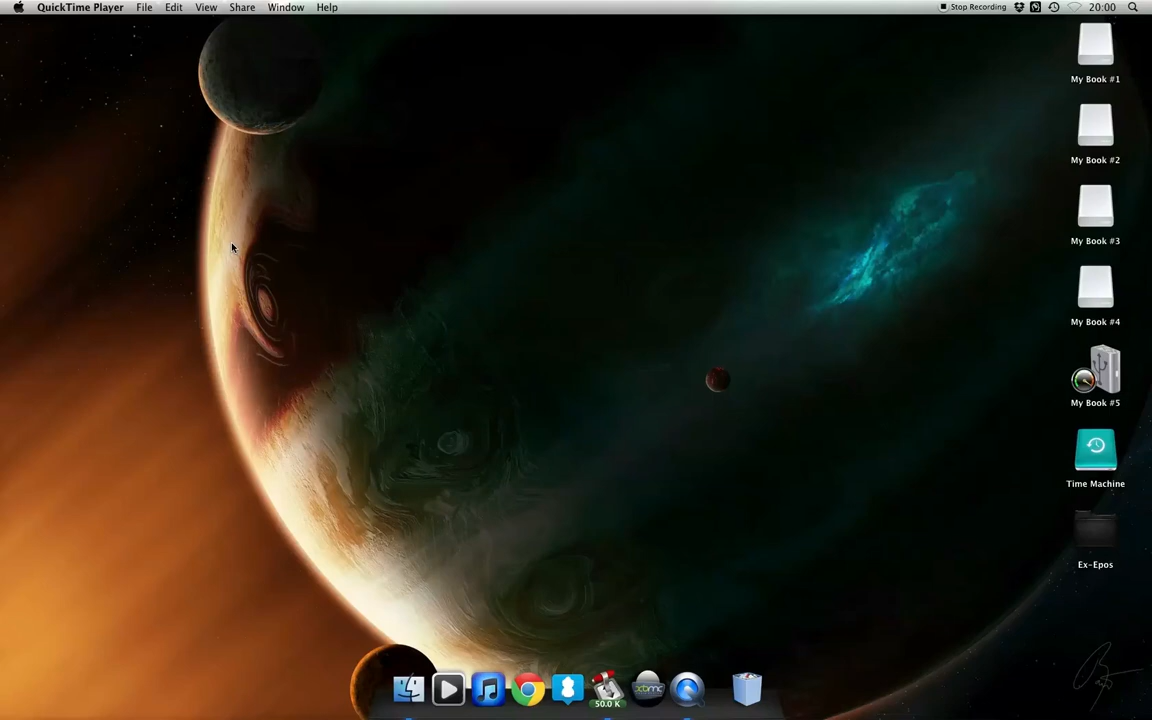 QuickTime Player File Edit View Share Window Help Stop Recording 20:00
My Book #1
My Book #2
My Book #3
My Book #4
My Book #5
Time Machine
Ex-Epos
xbmc
50.0 K